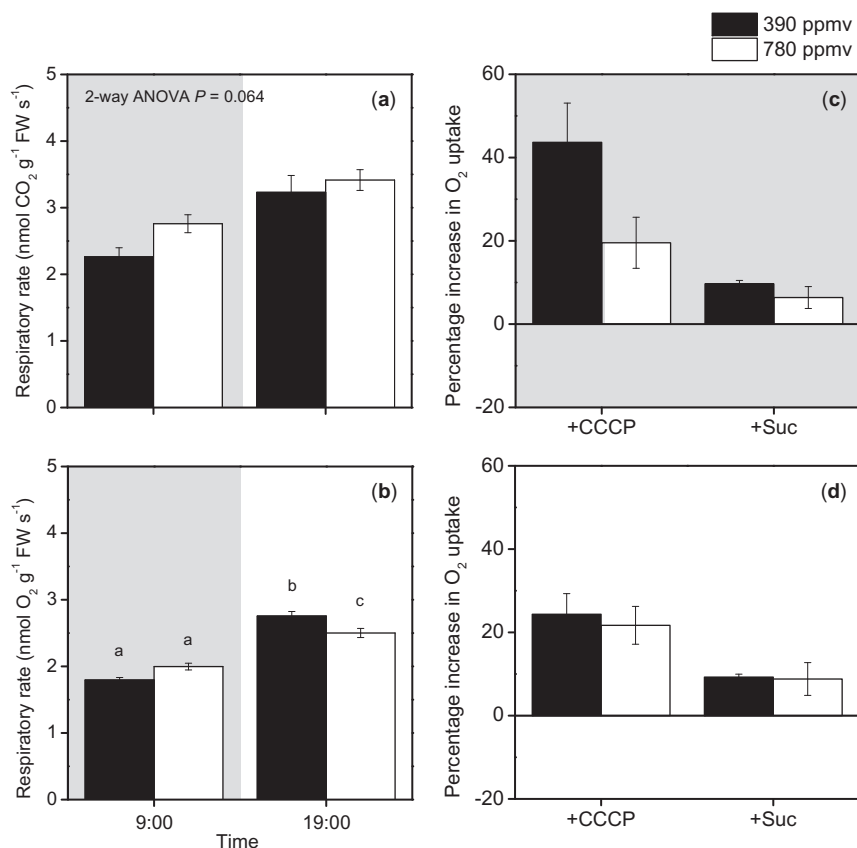 390 ppmv
780 ppmv
2-way ANOVA P = 0.064
(a)
Respiratory rate (nmol CO₂ g⁻¹ FW s⁻¹)
5
4
3
2
1
0
(c)
Percentage increase in O₂ uptake
60
40
20
0
-20
+CCCP
+Suc
(b)
Respiratory rate (nmol O₂ g⁻¹ FW s⁻¹)
5
4
3
2
1
0
a
a
b
c
9:00
19:00
Time
(d)
Percentage increase in O₂ uptake
60
40
20
0
-20
+CCCP
+Suc